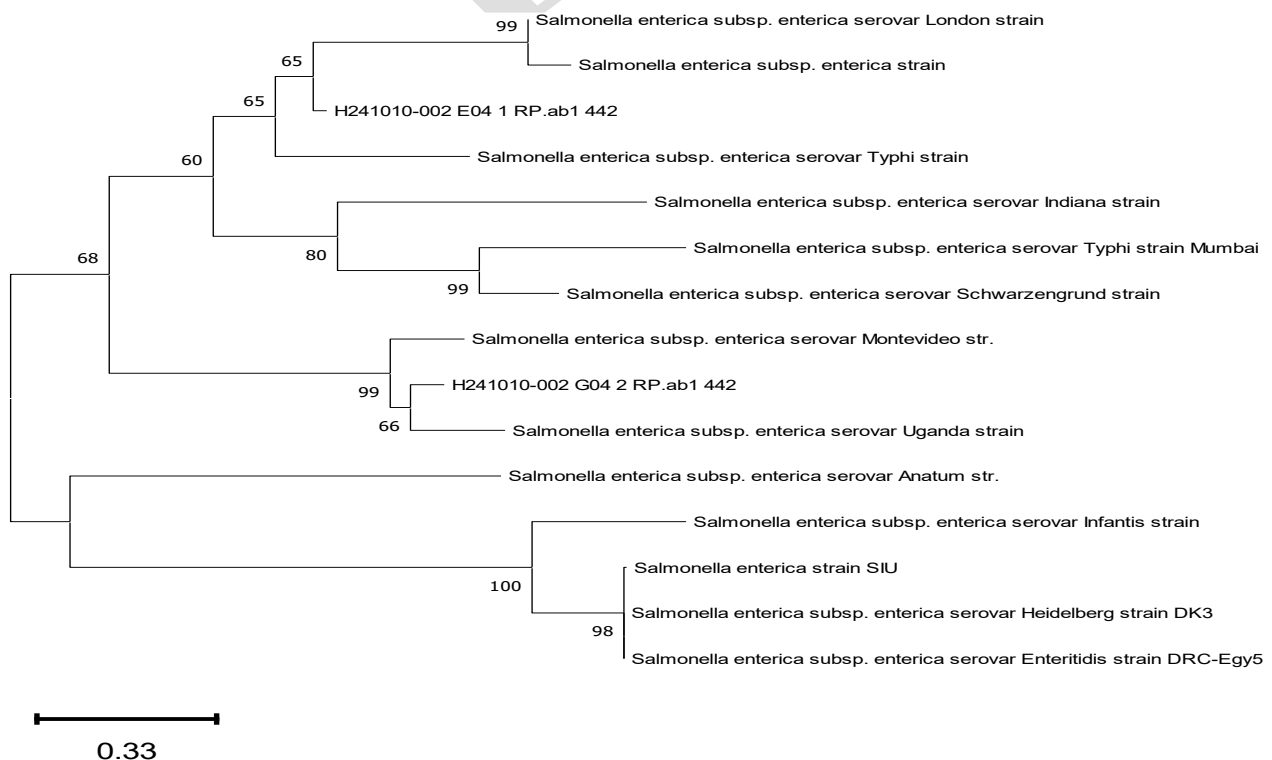 99
Salmonella enterica subsp. enterica serovar London strain
65
Salmonella enterica subsp. enterica strain
65
H241010-002 E04 1 RP.ab1 442
60
Salmonella enterica subsp. enterica serovar Typhi strain
Salmonella enterica subsp. enterica serovar Indiana strain
80
Salmonella enterica subsp. enterica serovar Typhi strain Mumbai
68
99
Salmonella enterica subsp. enterica serovar Schwarzengrund strain
Salmonella enterica subsp. enterica serovar Montevideo str.
99
H241010-002 G04 2 RP.ab1 442
66
Salmonella enterica subsp. enterica serovar Uganda strain
Salmonella enterica subsp. enterica serovar Anatum str.
Salmonella enterica subsp. enterica serovar Infantis strain
100
Salmonella enterica strain SIU
Salmonella enterica subsp. enterica serovar Heidelberg strain DK3
98
Salmonella enterica subsp. enterica serovar Enteritidis strain DRC-Egy5
0.33